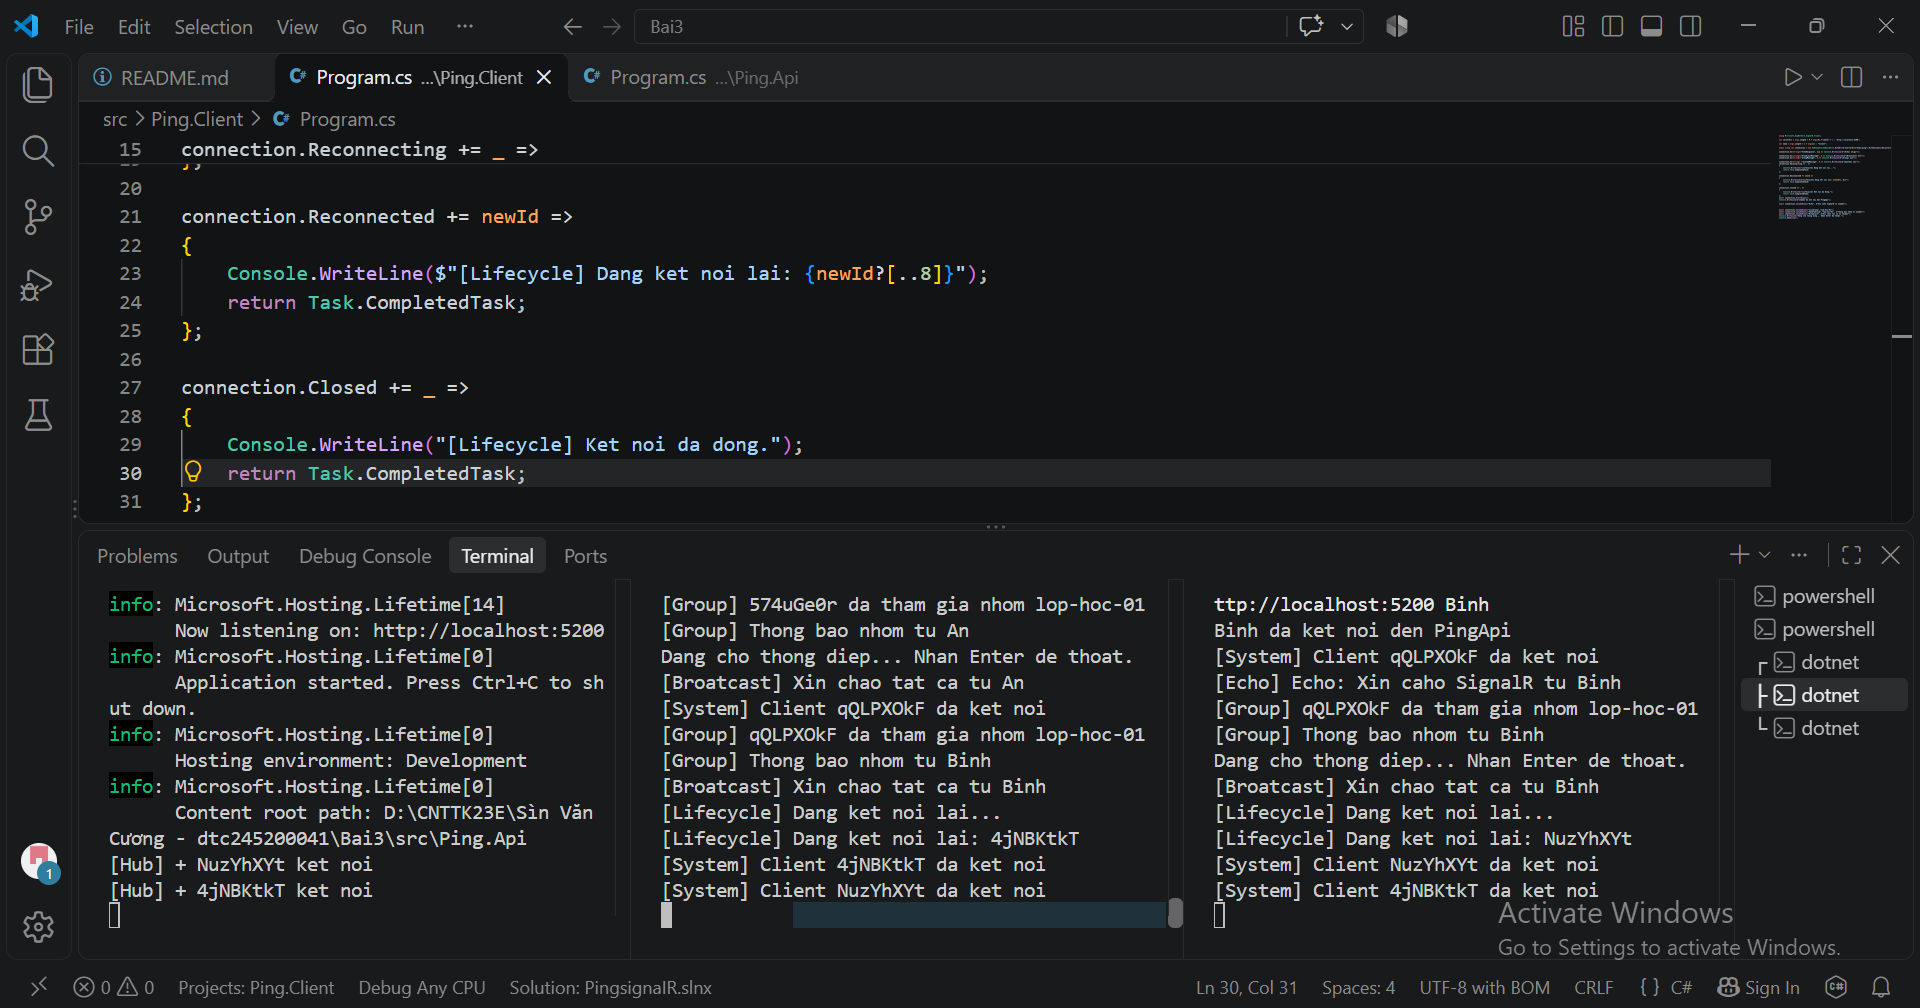 File Edit Selection View Go Run ··· Bai3
README.md Program.cs ...\Ping.Client Program.cs ...\Ping.Api
src > Ping.Client > Program.cs
15 connection.Reconnecting += _ =>
20
21 connection.Reconnected += newId =>
22 {
23 Console.WriteLine($"[Lifecycle] Dang ket noi lai: {newId?[..8]}");
24 return Task.CompletedTask;
25 };
26
27 connection.Closed += _ =>
28 {
29 Console.WriteLine("[Lifecycle] Ket noi da dong.");
30 return Task.CompletedTask;
31 };
Problems Output Debug Console Terminal Ports
info: Microsoft.Hosting.Lifetime[14]
Now listening on: http://localhost:5200
info: Microsoft.Hosting.Lifetime[0]
Application started. Press Ctrl+C to sh
ut down.
info: Microsoft.Hosting.Lifetime[0]
Hosting environment: Development
info: Microsoft.Hosting.Lifetime[0]
Content root path: D:\CNTTK23E\Sìn Văn
Cương - dtc245200041\Bai3\src\Ping.Api
[Hub] + NuzYhXYt ket noi
[Hub] + 4jNBKtkT ket noi
[Group] 574uGe0r da tham gia nhom lop-hoc-01
[Group] Thong bao nhom tu An
Dang cho thong diep... Nhan Enter de thoat.
[Broatcast] Xin chao tat ca tu An
[System] Client qQLPXOkF da ket noi
[Group] qQLPXOkF da tham gia nhom lop-hoc-01
[Group] Thong bao nhom tu Binh
[Broatcast] Xin chao tat ca tu Binh
[Lifecycle] Dang ket noi lai...
[Lifecycle] Dang ket noi lai: 4jNBKtkT
[System] Client 4jNBKtkT da ket noi
[System] Client NuzYhXYt da ket noi
ttp://localhost:5200 Binh
Binh da ket noi den PingApi
[System] Client qQLPXOkF da ket noi
[Echo] Echo: Xin caho SignalR tu Binh
[Group] qQLPXOkF da tham gia nhom lop-hoc-01
[Group] Thong bao nhom tu Binh
Dang cho thong diep... Nhan Enter de thoat.
[Broatcast] Xin chao tat ca tu Binh
[Lifecycle] Dang ket noi lai...
[Lifecycle] Dang ket noi lai: NuzYhXYt
[System] Client NuzYhXYt da ket noi
[System] Client 4jNBKtkT da ket noi
powershell
powershell
dotnet
dotnet
dotnet
Activate Windows
Go to Settings to activate Windows.
1
0 0 Projects: Ping.Client Debug Any CPU Solution: PingsignalR.slnx Ln 30, Col 31 Spaces: 4 UTF-8 with BOM CRLF { } C# Sign In